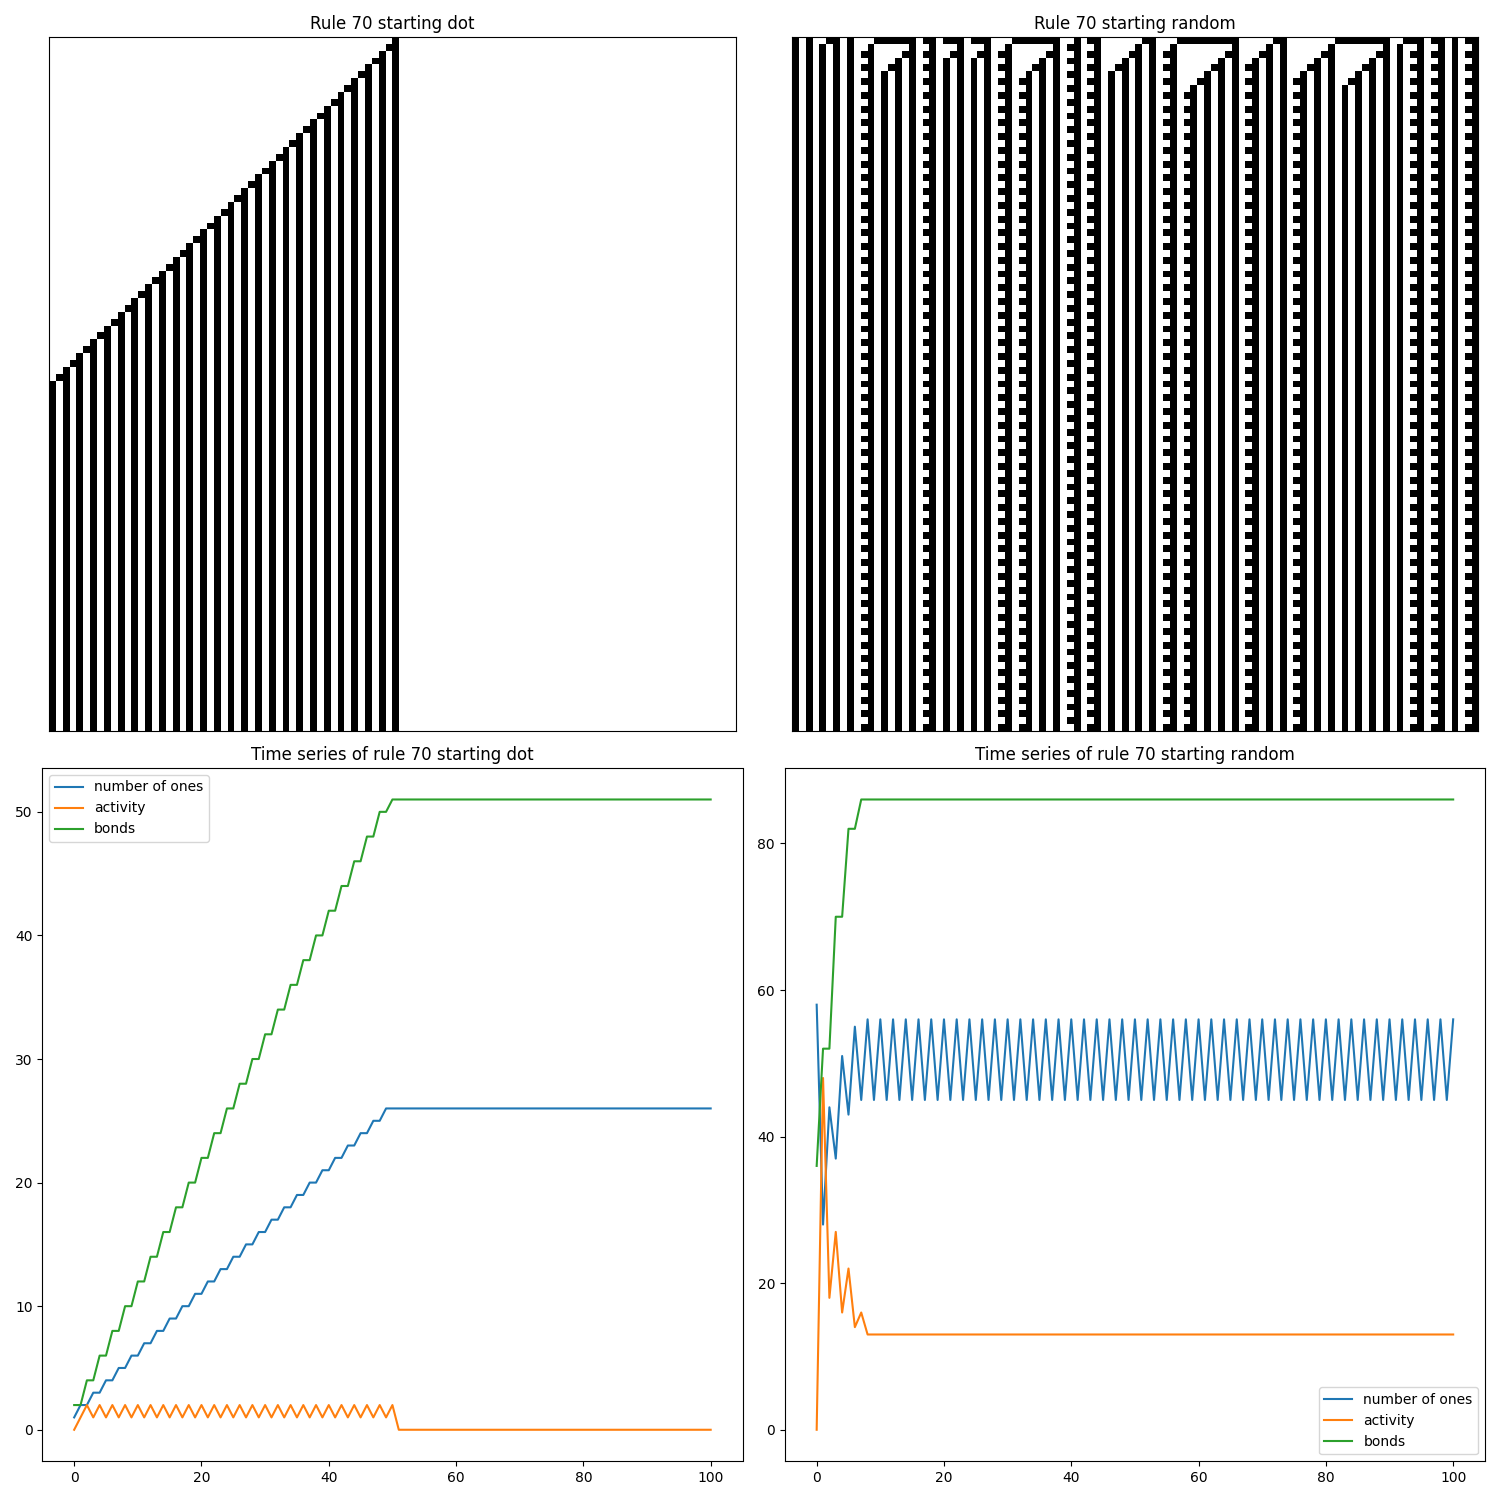 Rule 70 starting dot
Rule 70 starting random
Time series of rule 70 starting dot
number of ones
activity
bonds
50
40
30
20
10
0
0 20 40 60 80 100
Time series of rule 70 starting random
80
60
40
20
0
number of ones
activity
bonds
0 20 40 60 80 100